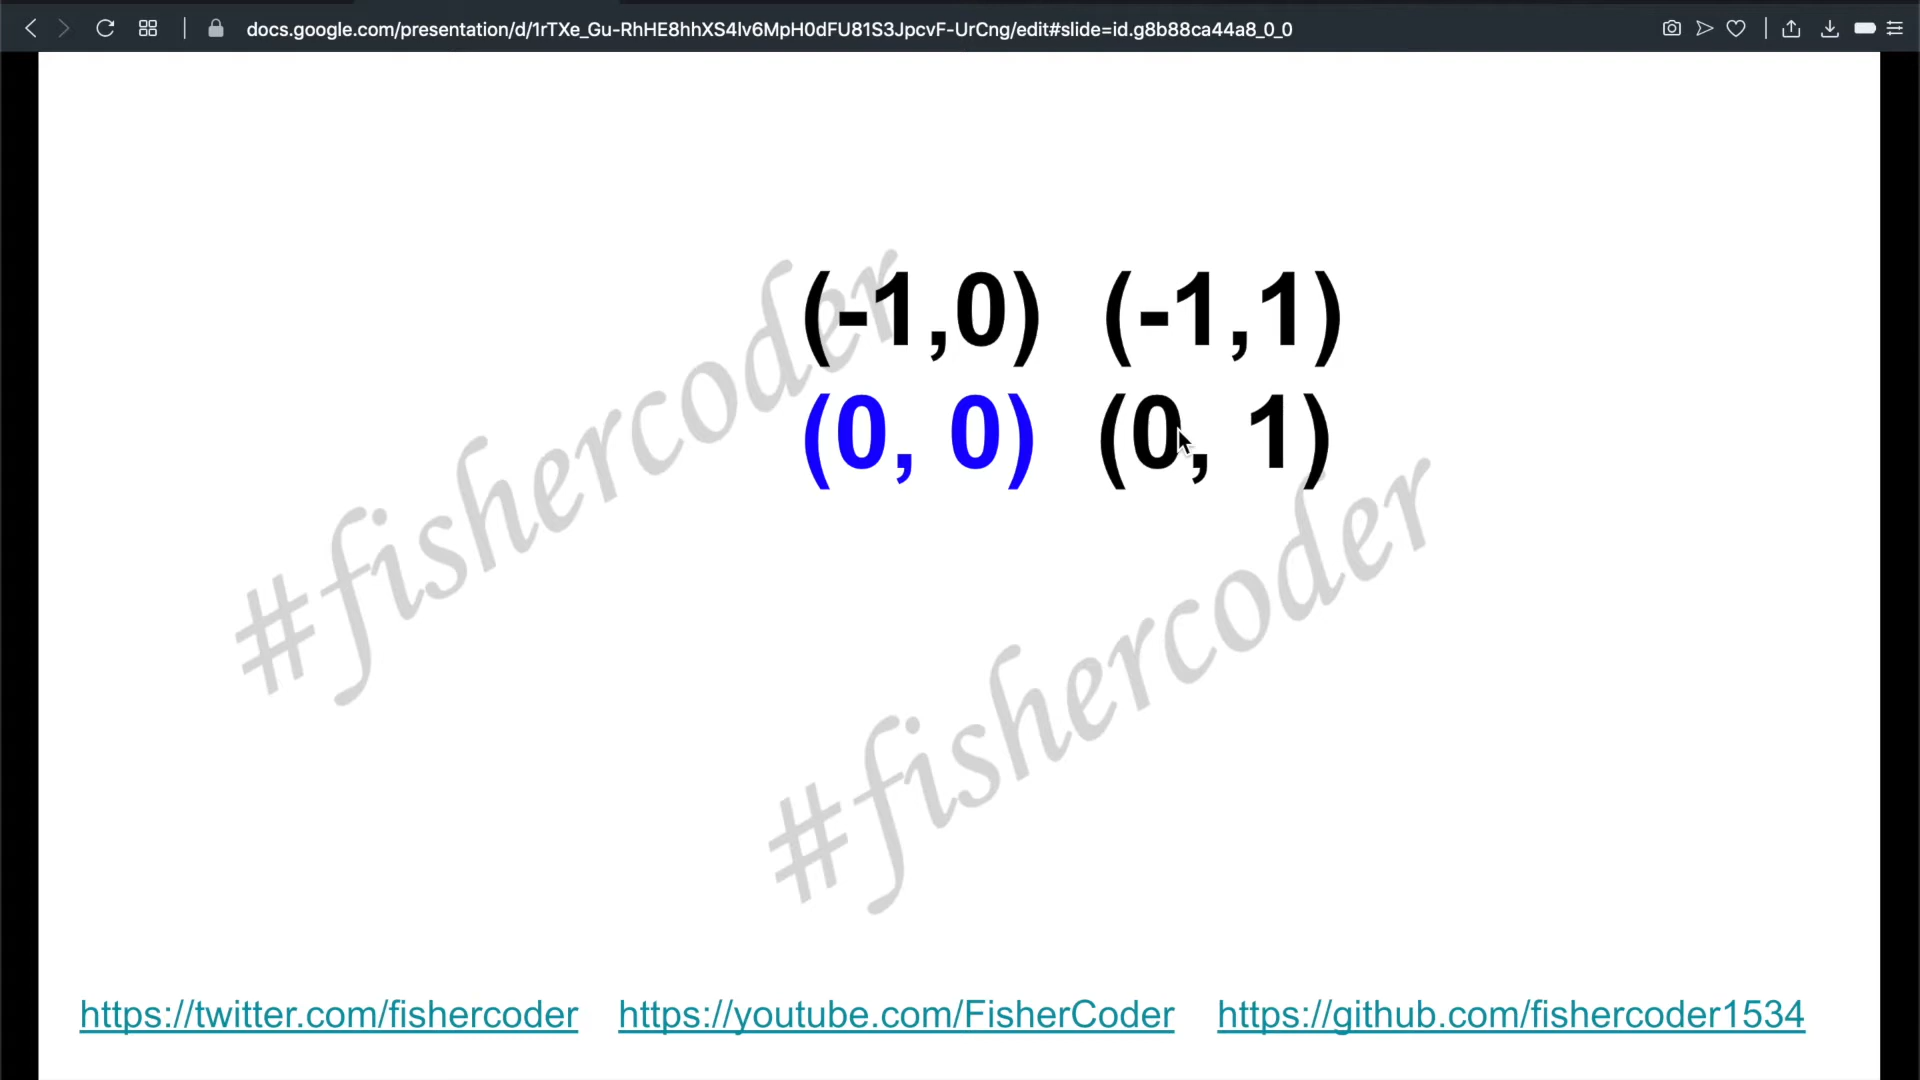 docs.google.com/presentation/d/1rTXe_Gu-RhHE8hhXS4lv6MpH0dFU81S3JpcvF-UrCng/edit#slide=id.g8b88ca44a8_0_0
(-1,0) (-1,1)
(0, 0) (0, 1)
#fishercoder
#fishercoder
https://twitter.com/fishercoder https://youtube.com/FisherCoder https://github.com/fishercoder1534